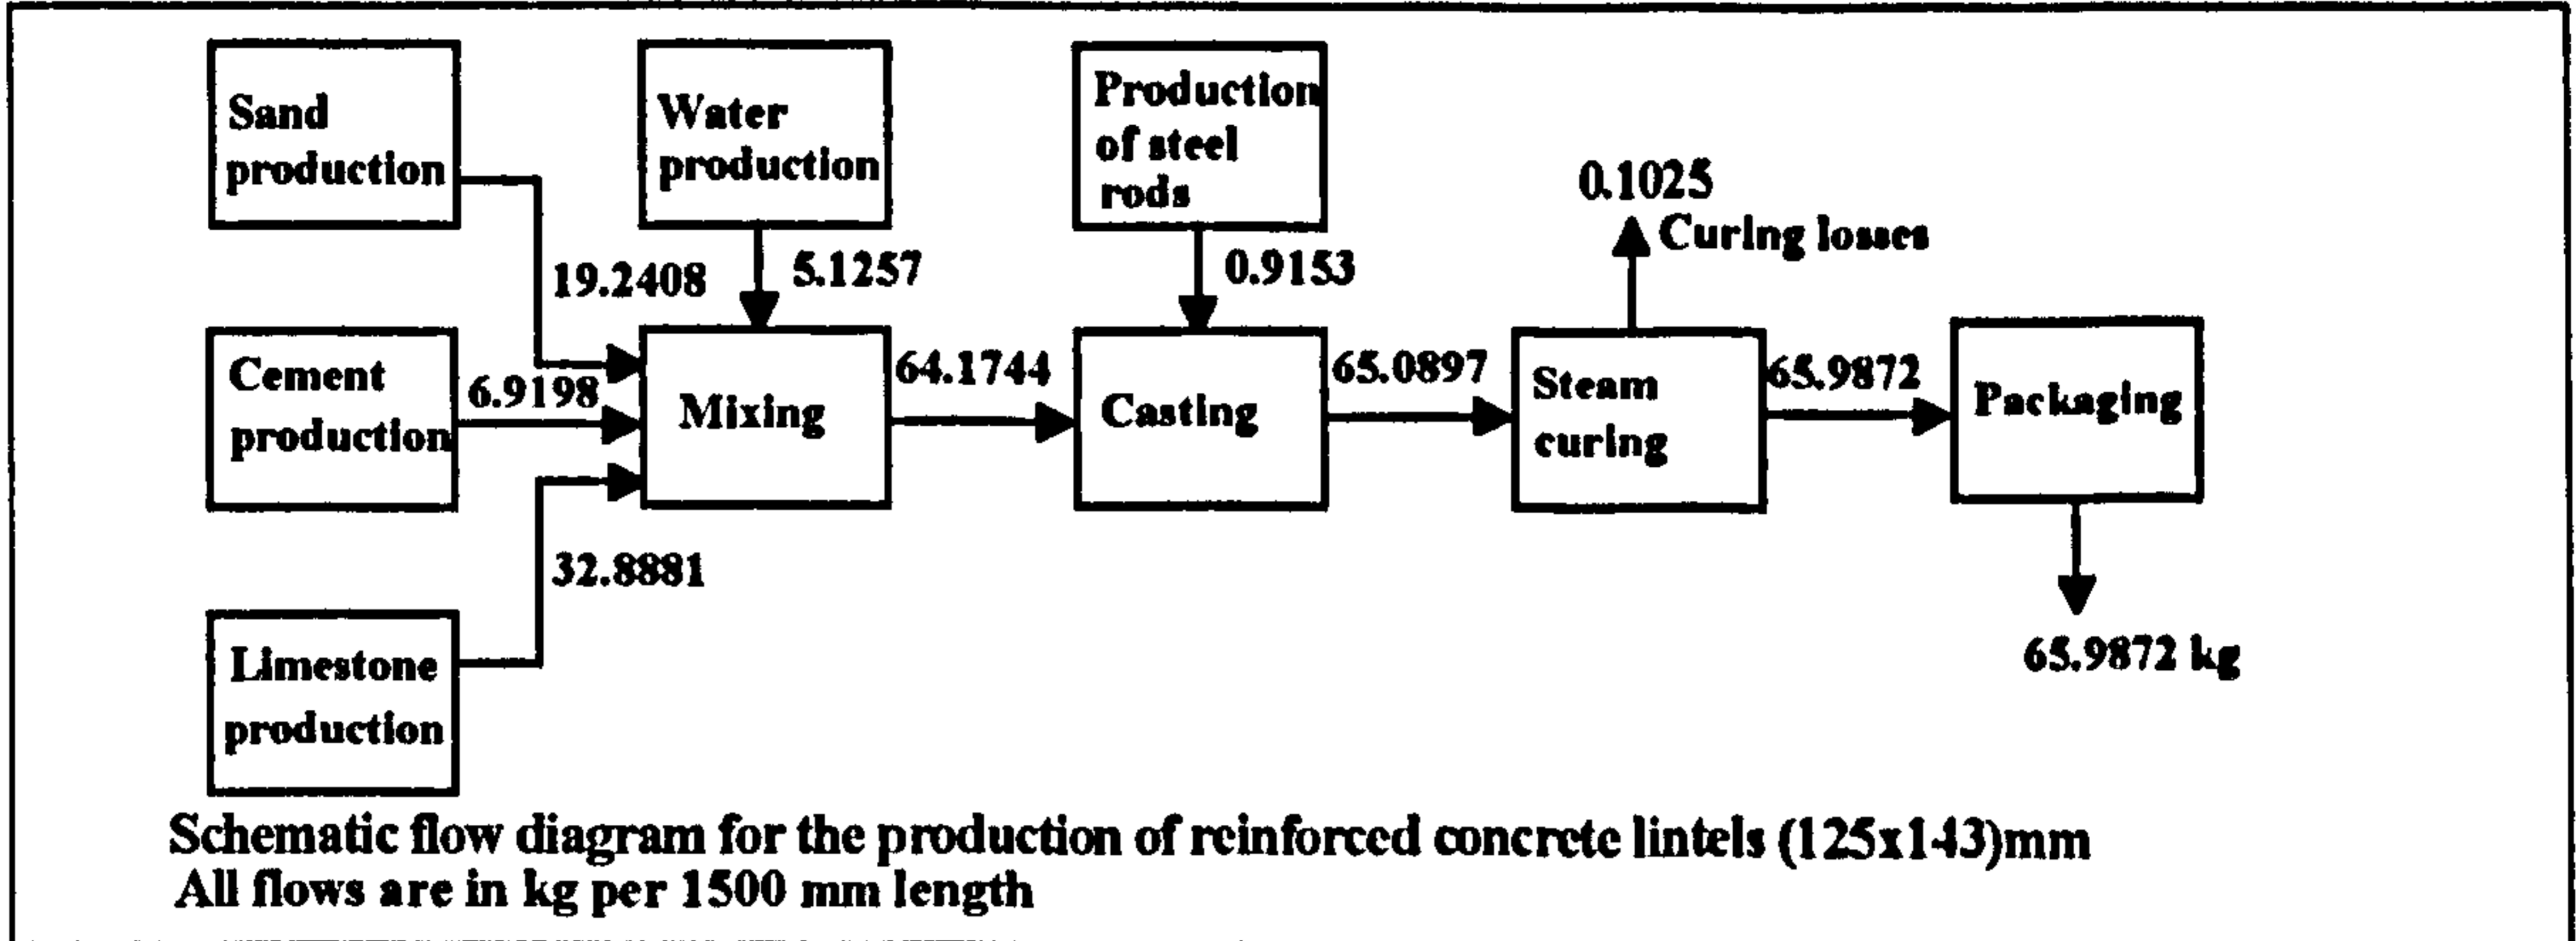 Sand
production
Water
production
Production
of steel
rods
0.1025
Curing losses
19.2408
5.1257
0.9153
Cement
production
6.9198
Mixing
64.1744
Casting
65.0897
Steam
curing
65.9872
Packaging
32.8881
Limestone
production
65.9872 kg
Schematic flow diagram for the production of reinforced concrete lintels (125x143)mm
All flows are in kg per 1500 mm length